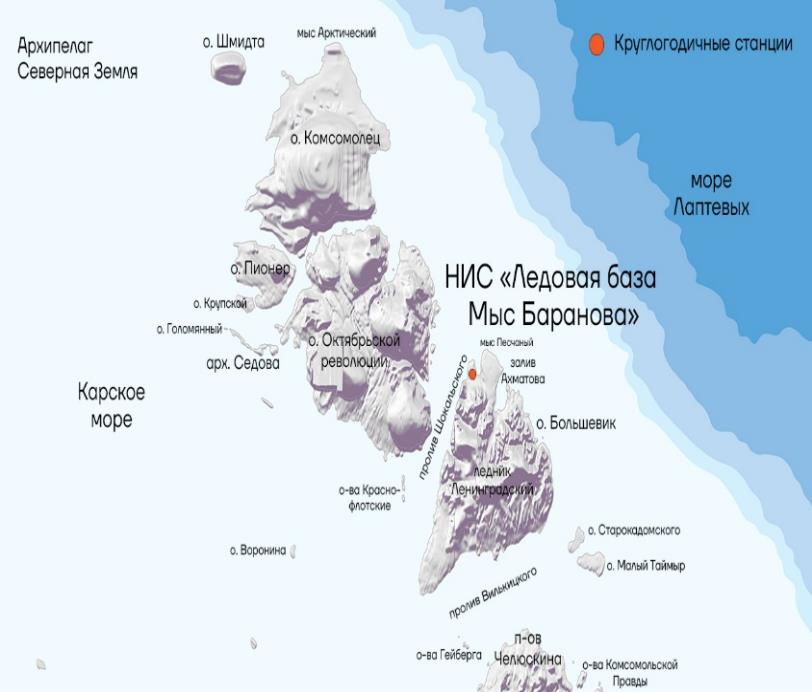 Архипелаг
Северная Земля
о. Шмидта
мыс Арктический
Круглогодичные станции
о. Комсомолец
море
Лаптевых
о. Пионер
НИС «Ледовая база
Мыс Баранова»
о. Крупской
о. Голомянный
о. Октябрьской
революции
арх. Седова
мыс Песчаный
залив
Ахматова
Карское
море
пролив Шокальского
о. Большевик
ледник
Ленинградский
о-ва Красно-
флотские
о. Старокадомского
о. Воронина
о. Малый Таймыр
пролив Вилькицкого
п-ов
Челюскина
о-ва Гейберга
о-ва Комсомольской
Правды